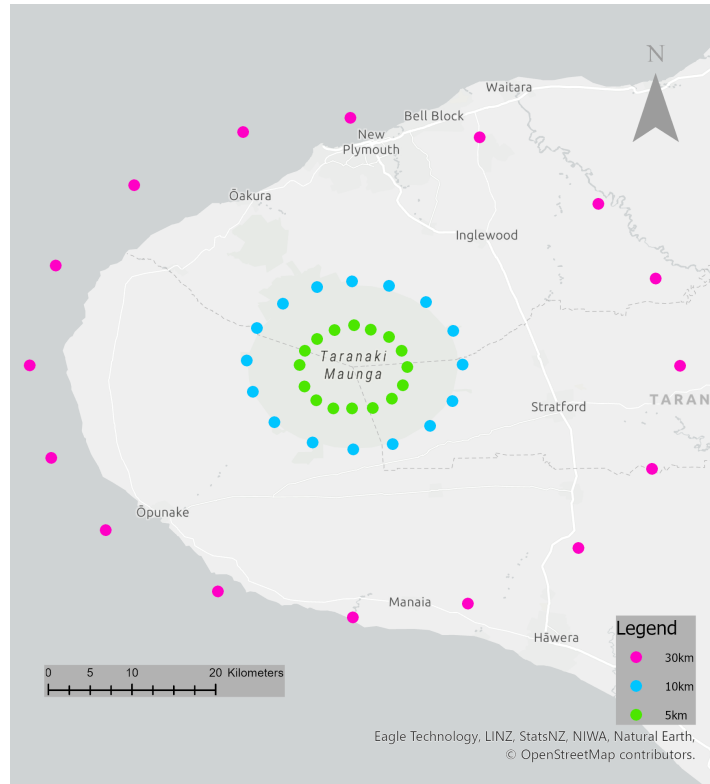 N
Waitara
Bell Block
New
Plymouth
Ōakura
Inglewood
Taranaki
Maunga
TARAN
Stratford
Ōpunake
Manaia
Hāwera
Legend
30km
10km
5km
0 5 10 20 Kilometers
Eagle Technology, LINZ, StatsNZ, NIWA, Natural Earth,
© OpenStreetMap contributors.